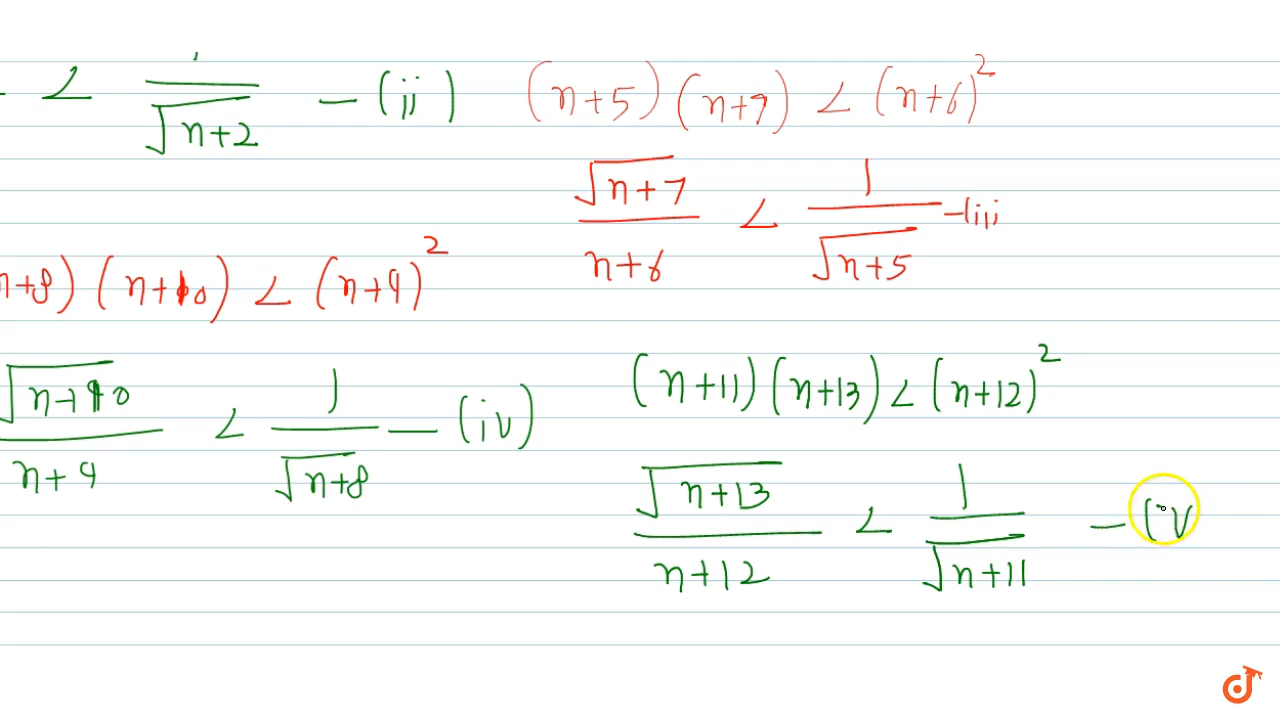 < 1/√(n+2) - (ii) (n+5)(n+7) < (n+6)²
√(n+7)/(n+6) < 1/√(n+5) - (iii
n+8)(n+10) < (n+9)²
√(n+10)/(n+9) < 1/√(n+8) - (iv) (n+11)(n+13) < (n+12)²
√(n+13)/(n+12) < 1/√(n+11) - (v